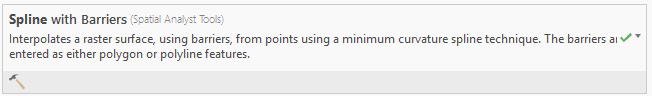 Spline with Barriers (Spatial Analyst Tools)
Interpolates a raster surface, using barriers, from points using a minimum curvature spline technique. The barriers
entered as either polygon or polyline features.